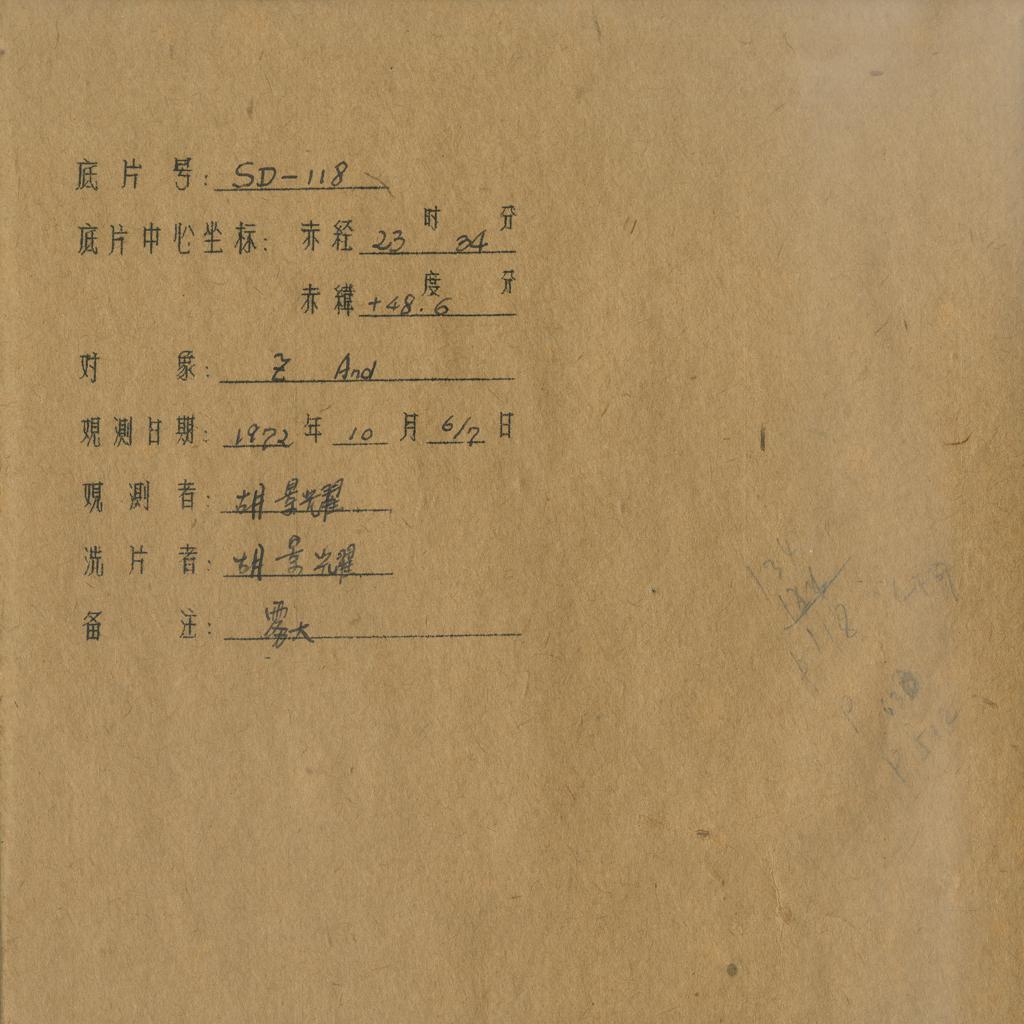 底片号: SD-118
底片中心坐标: 赤经 23 时 34 分
赤緯 +48.6 度 分
对象: Z And
观测日期: 1972 年 10 月 6/7 日
观测者: 胡景耀
洗片者: 胡景耀
备注: 雾大
134
118